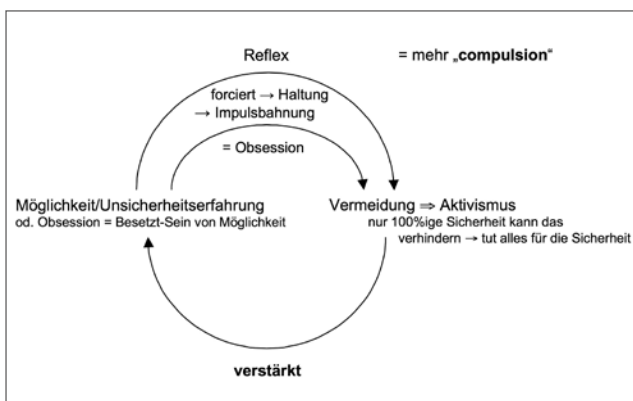 Reflex
= mehr „compulsion“
forciert → Haltung
→ Impulsbahnung
= Obsession
Möglichkeit/Unsicherheitserfahrung
od. Obsession = Besetzt-Sein von Möglichkeit
Vermeidung ⇒ Aktivismus
nur 100%ige Sicherheit kann das
verhindern → tut alles für die Sicherheit
verstärkt